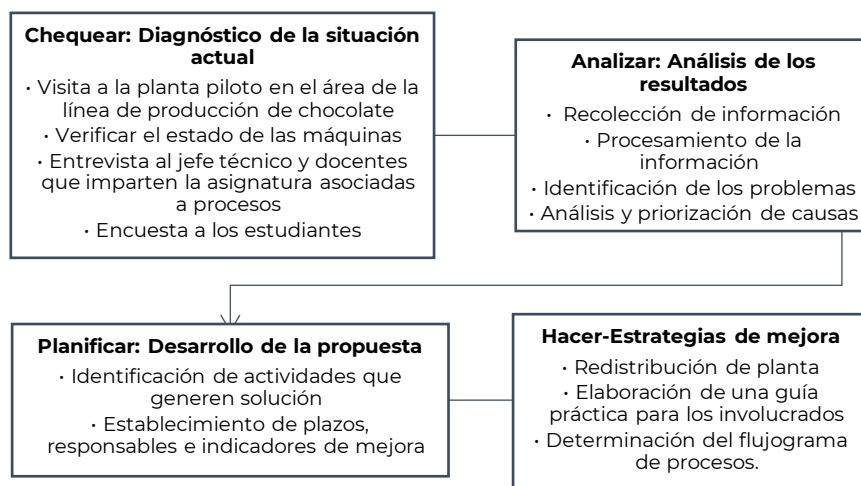 Chequear: Diagnóstico de la situación
actual
· Visita a la planta piloto en el área de la
línea de producción de chocolate
· Verificar el estado de las máquinas
· Entrevista al jefe técnico y docentes
que imparten la asignatura asociadas
a procesos
· Encuesta a los estudiantes
Analizar: Análisis de los
resultados
· Recolección de información
· Procesamiento de la
información
· Identificación de los problemas
· Análisis y priorización de causas
Planificar: Desarrollo de la propuesta
· Identificación de actividades que
generen solución
· Establecimiento de plazos,
responsables e indicadores de mejora
Hacer-Estrategias de mejora
· Redistribución de planta
· Elaboración de una guía
práctica para los involucrados
· Determinación del flujograma
de procesos.